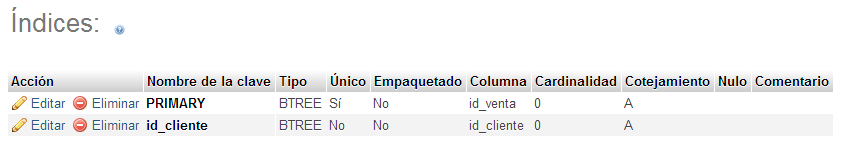 Índices:
Acción Nombre de la clave Tipo Único Empaquetado Columna Cardinalidad Cotejamiento Nulo Comentario
Editar Eliminar PRIMARY BTREE Sí No id_venta 0 A
Editar Eliminar id_cliente BTREE No No id_cliente 0 A